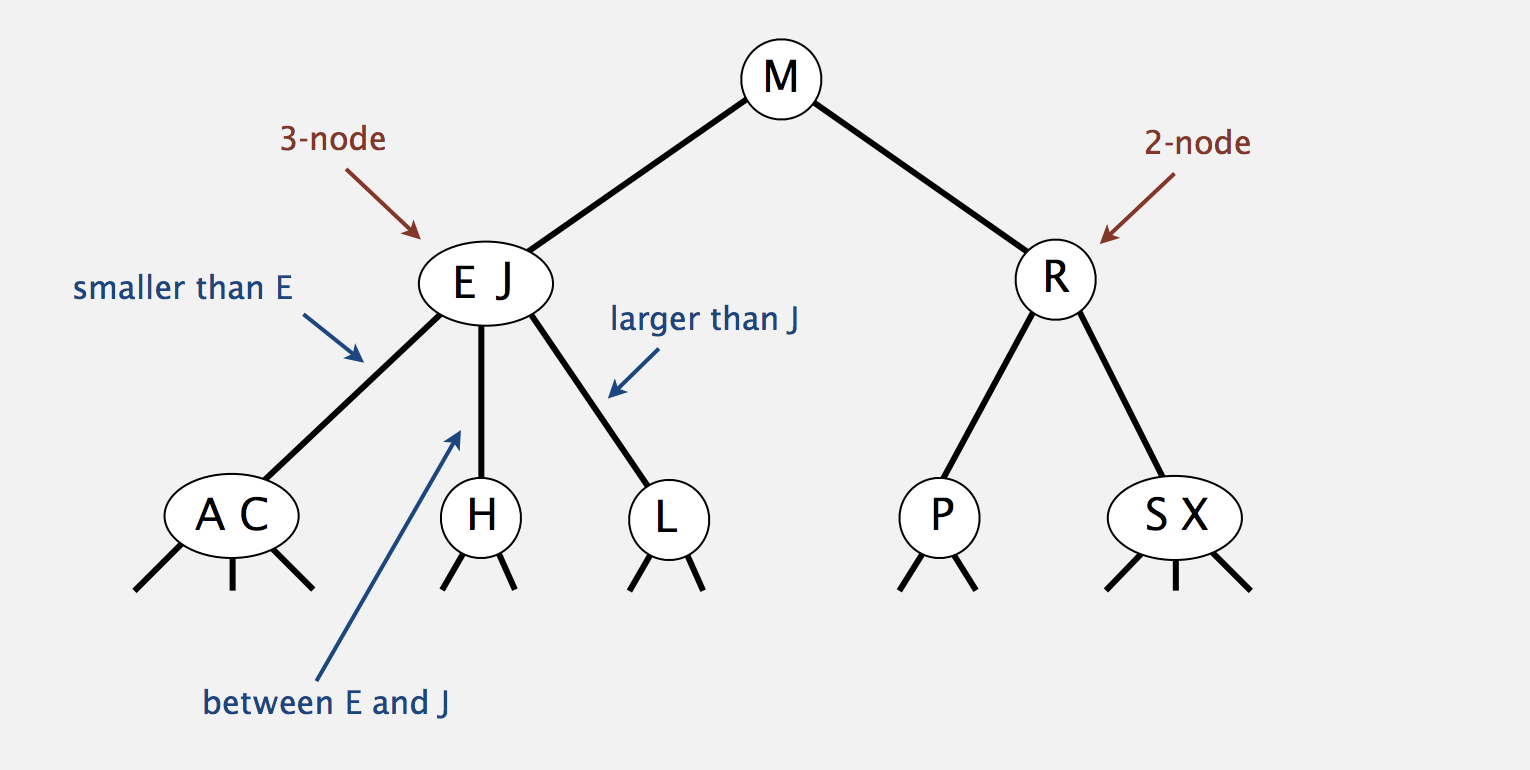 M
3-node
2-node
E J
R
smaller than E
larger than J
A C
H
L
P
S X
between E and J